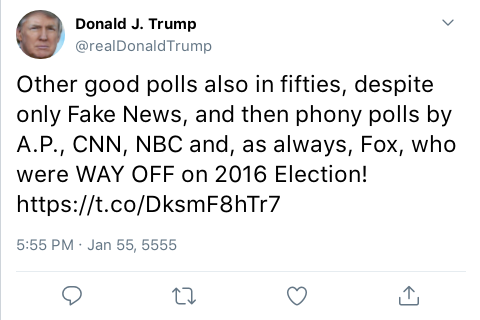 Donald J. Trump
@realDonaldTrump
Other good polls also in fifties, despite
only Fake News, and then phony polls by
A.P., CNN, NBC and, as always, Fox, who
were WAY OFF on 2016 Election!
https://t.co/DksmF8hTr7
5:55 PM · Jan 55, 5555